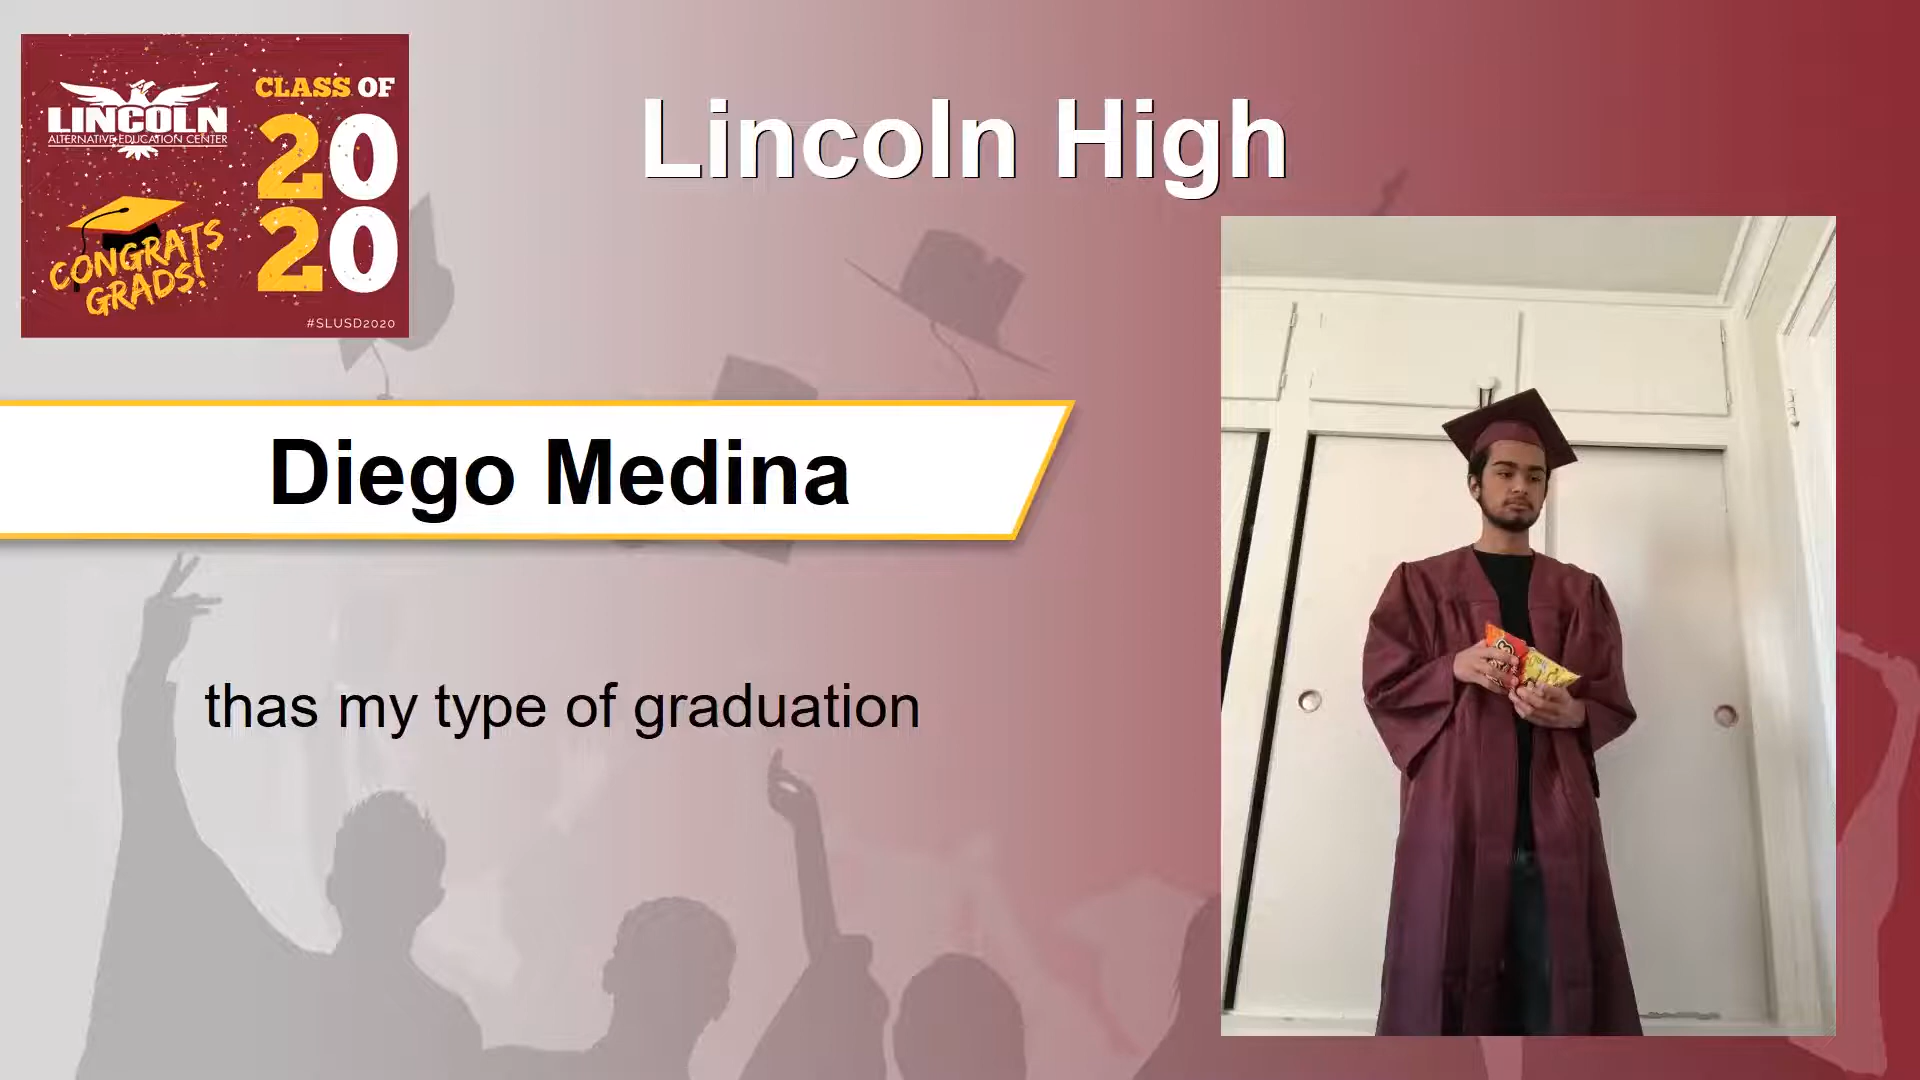 LINCOLN
ALTERNATIVE EDUCATION CENTER
CLASS OF
20
20
CONGRATS
GRADS!
#SLUSD2020
Lincoln High
Diego Medina
thas my type of graduation